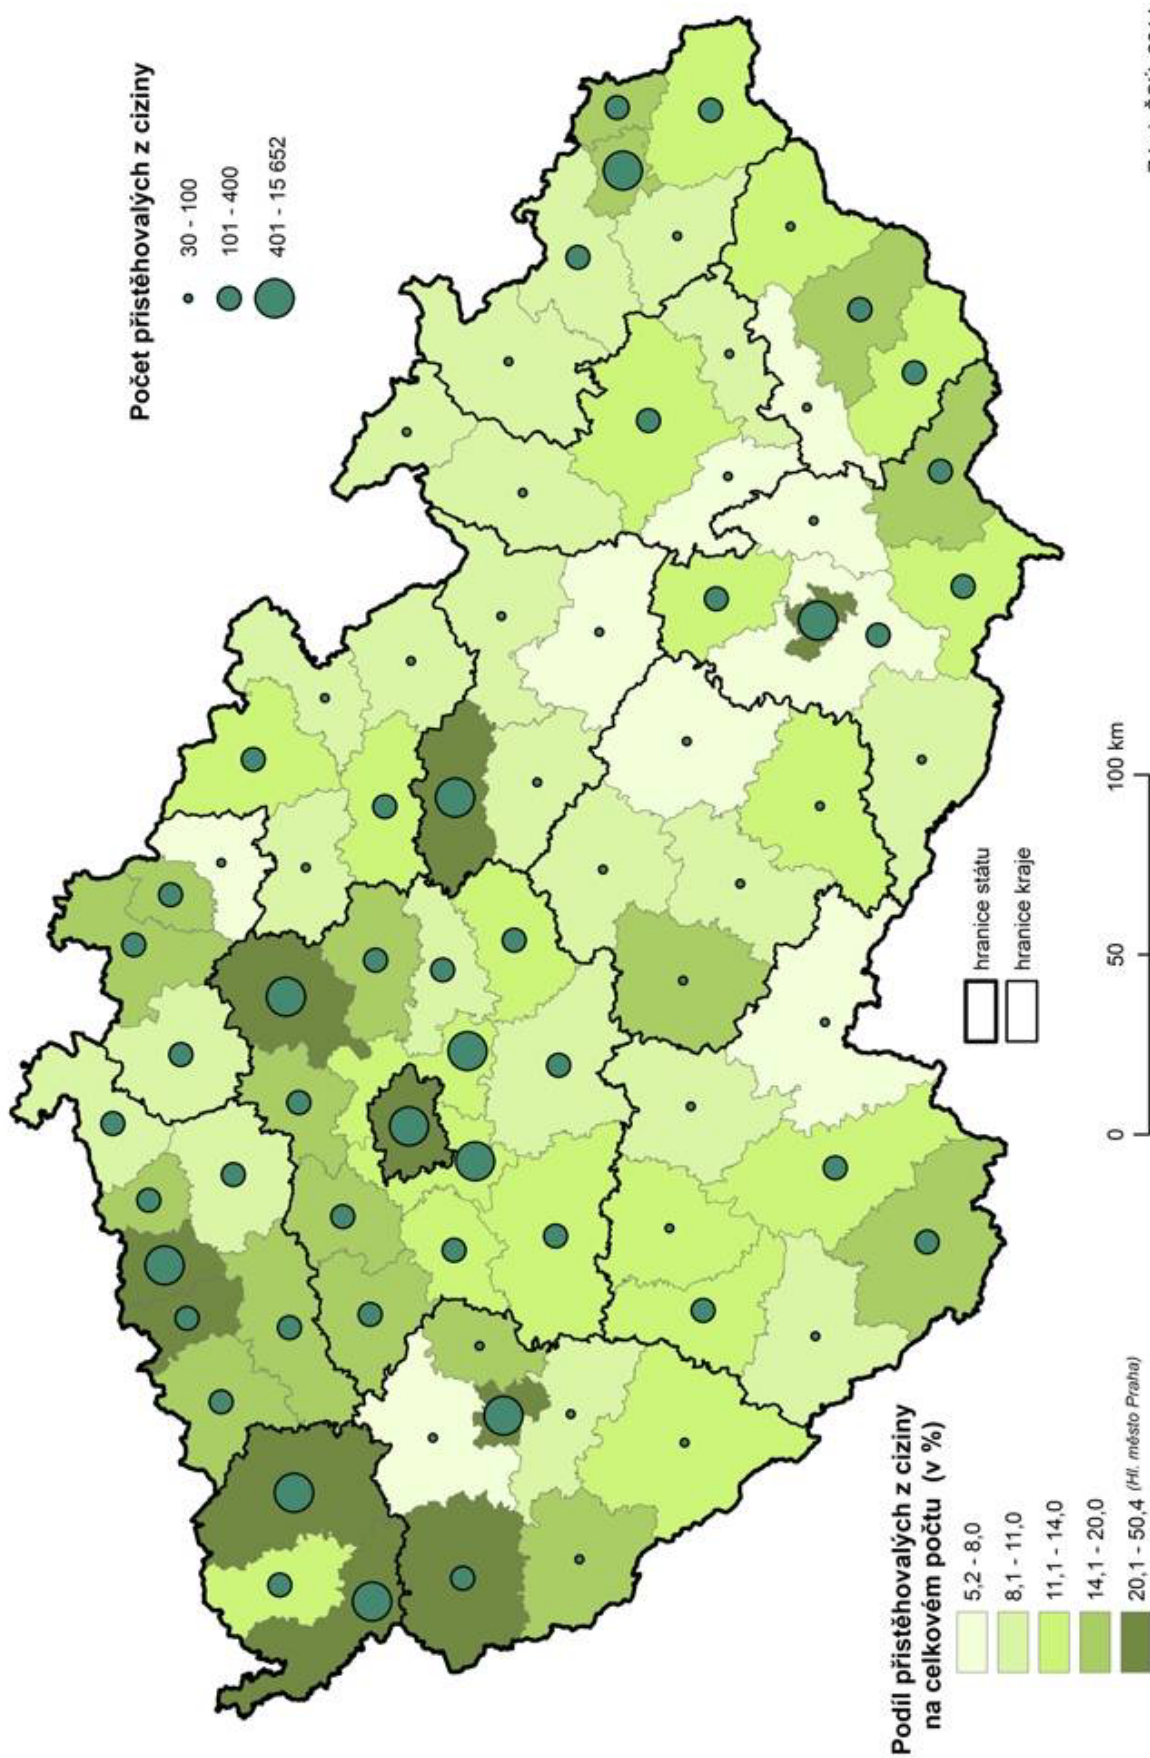 Počet přistěhovalých z ciziny
30 - 100
101 - 400
401 - 15 652
Podíl přistěhovalých z ciziny
na celkovém počtu (v %)
5,2 - 8,0
8,1 - 11,0
11,1 - 14,0
14,1 - 20,0
20,1 - 50,4 (Hl. město Praha)
hranice státu
hranice kraje
0 50 100 km